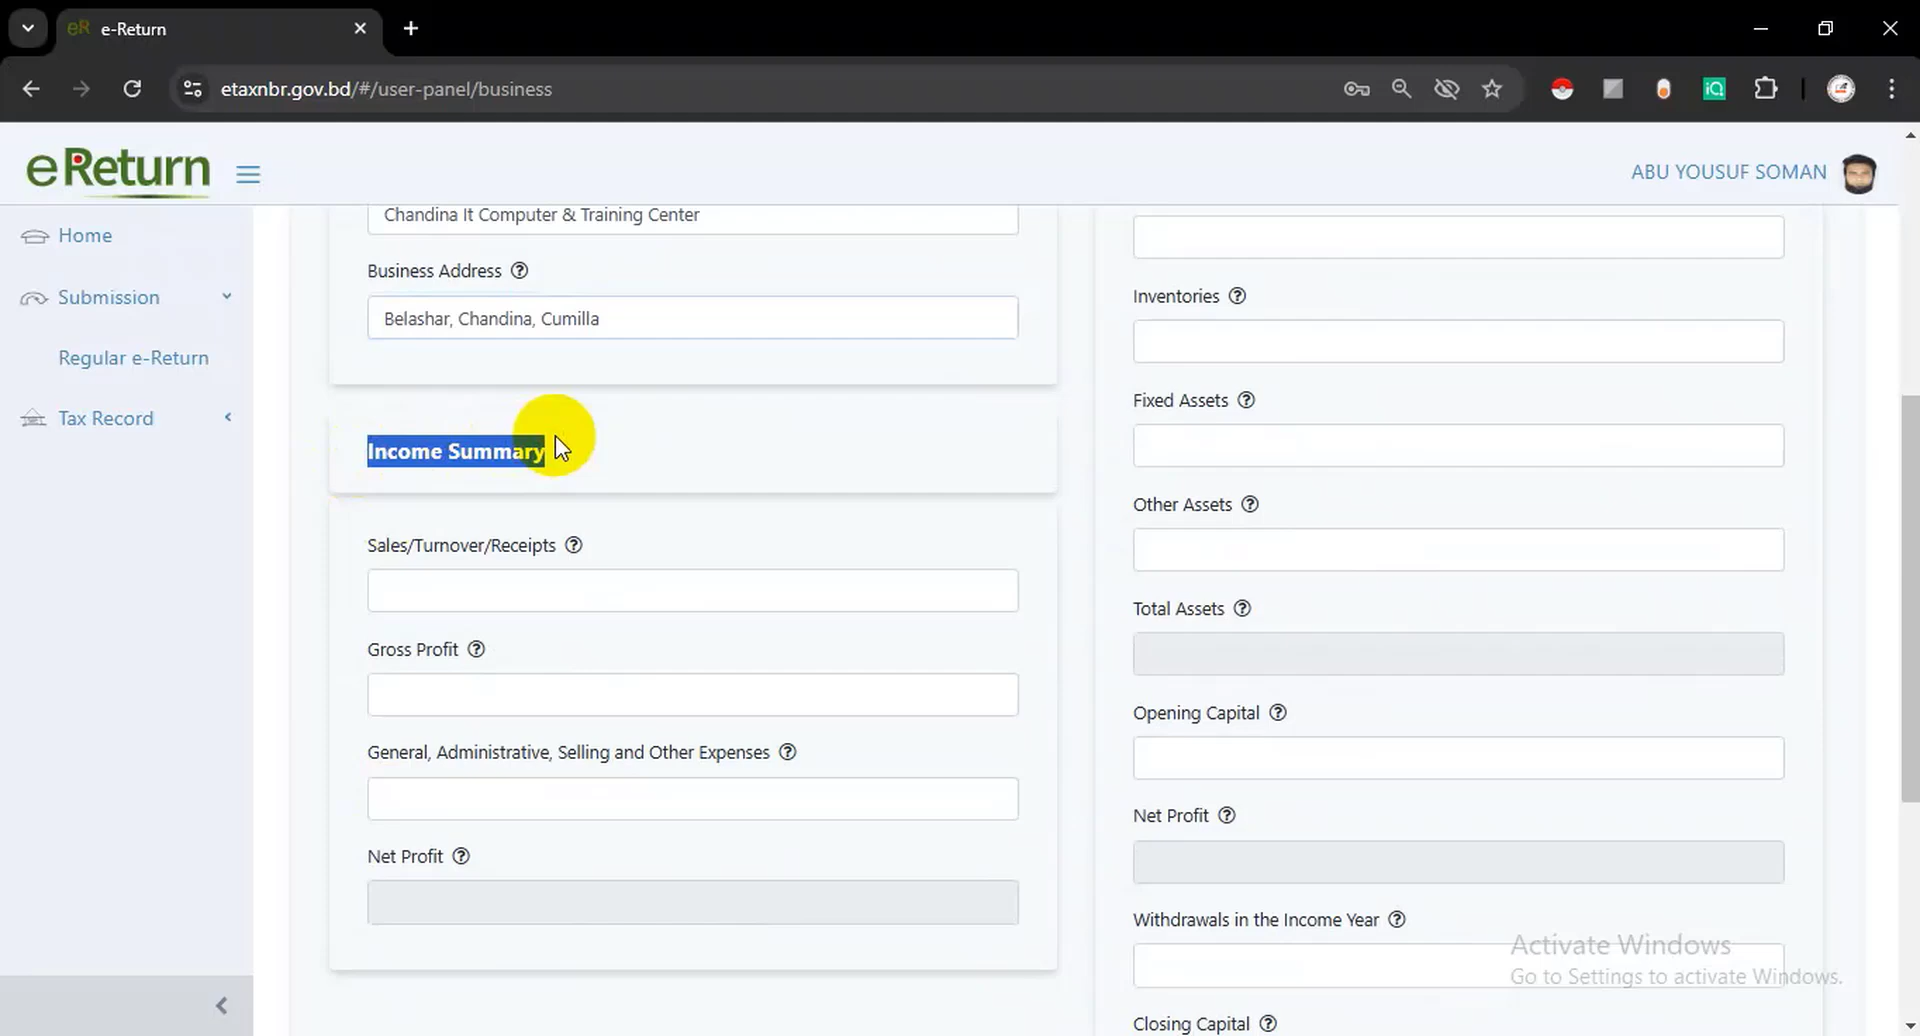 eR e-Return
etaxnbr.gov.bd/#/user-panel/business
iQ
eReturn
ABU YOUSUF SOMAN
Home
Submission
Regular e-Return
Tax Record
Chandina It Computer & Training Center
Business Address
Belashar, Chandina, Cumilla
Income Summary
Sales/Turnover/Receipts
Gross Profit
General, Administrative, Selling and Other Expenses
Net Profit
Inventories
Fixed Assets
Other Assets
Total Assets
Opening Capital
Net Profit
Withdrawals in the Income Year
Closing Capital
Activate Windows
Go to Settings to activate Windows.